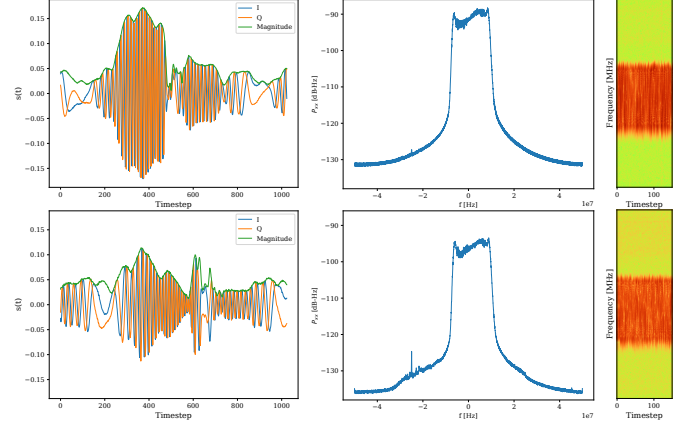 0.15
0.10
0.05
0.00
−0.05
−0.10
−0.15
s(t)
I
Q
Magnitude
0
200
400
600
800
1000
Timestep
−90
−100
−110
−120
−130
Pxx [dB-Hz]
−4
−2
0
2
4
1e7
f [Hz]
Frequency [MHz]
0
100
Timestep
0.15
0.10
0.05
0.00
−0.05
−0.10
−0.15
s(t)
I
Q
Magnitude
0
200
400
600
800
1000
Timestep
−90
−100
−110
−120
−130
Pxx [dB-Hz]
−4
−2
0
2
4
1e7
f [Hz]
Frequency [MHz]
0
100
Timestep